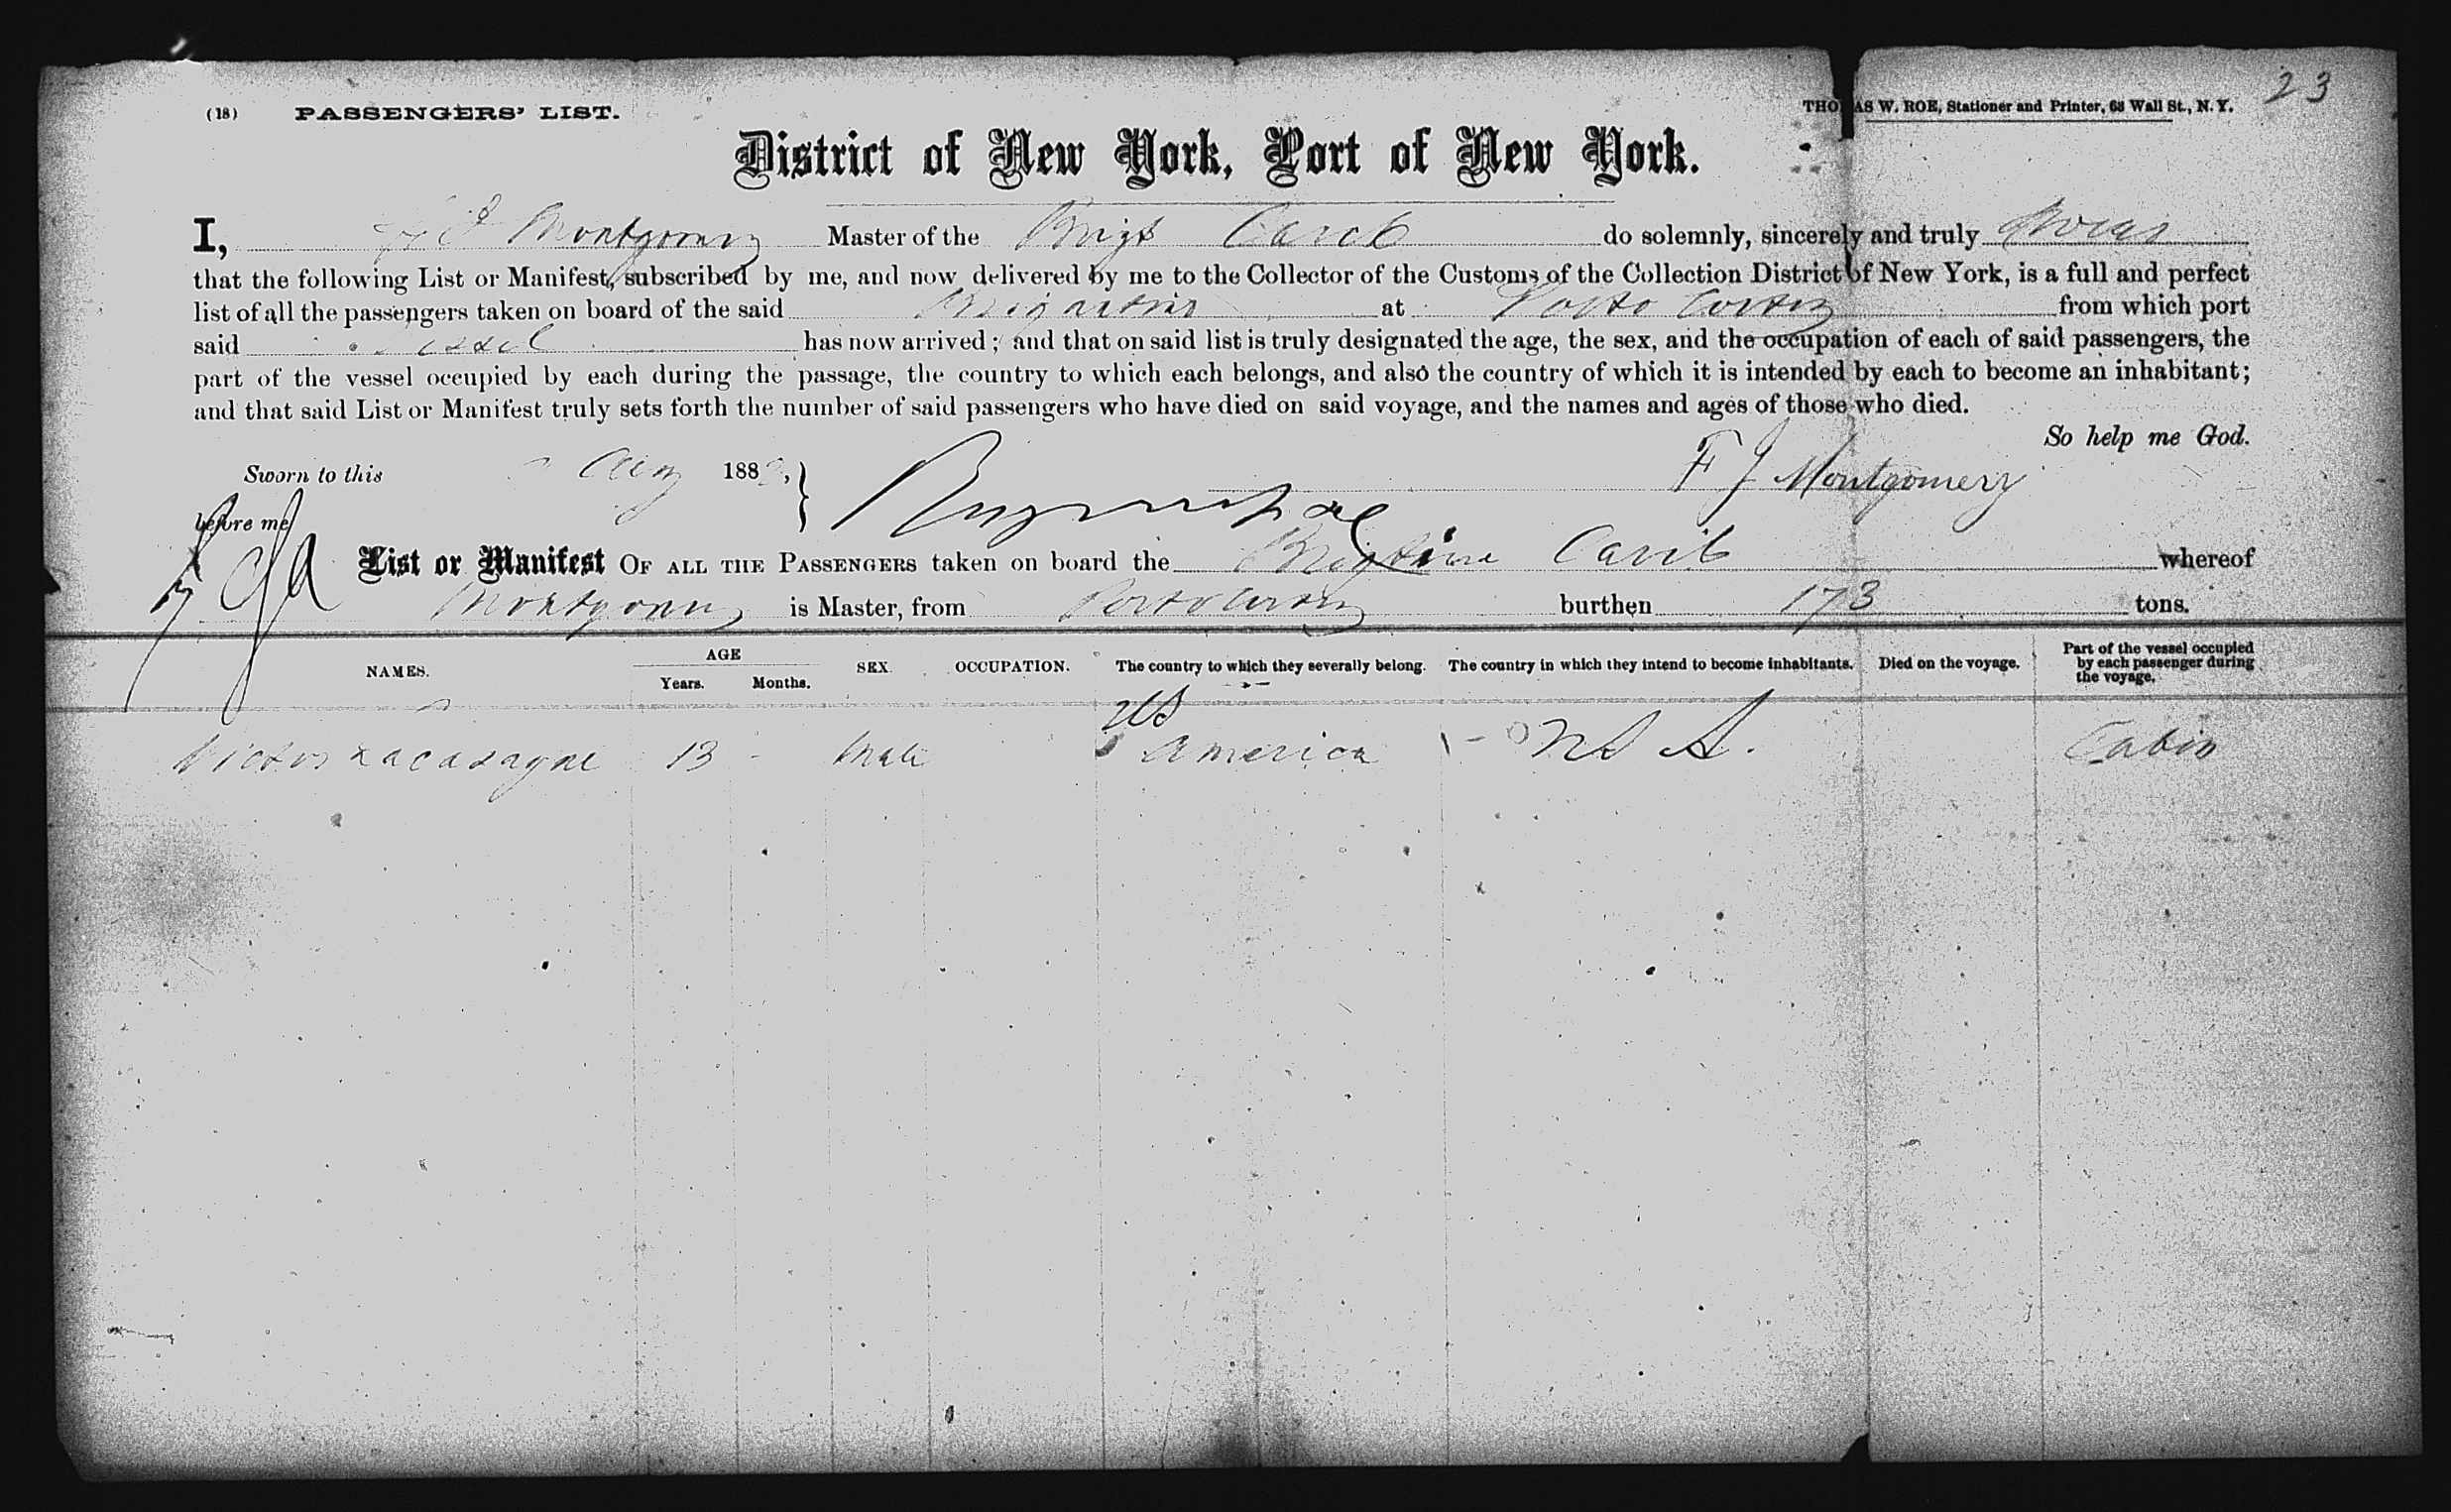 23
(18) PASSENGERS' LIST. THOMAS W. ROE, Stationer and Printer, 68 Wall St., N. Y.
District of New York, Port of New York.
I, F J Montgomery Master of the Brigt Carib do solemnly, sincerely and truly swear
that the following List or Manifest, subscribed by me, and now delivered by me to the Collector of the Customs of the Collection District of New York, is a full and perfect
list of all the passengers taken on board of the said Brigantine at Porto Cortez from which port
said vessel has now arrived; and that on said list is truly designated the age, the sex, and the occupation of each of said passengers, the
part of the vessel occupied by each during the passage, the country to which each belongs, and also the country of which it is intended by each to become an inhabitant;
and that said List or Manifest truly sets forth the number of said passengers who have died on said voyage, and the names and ages of those who died.
So help me God.
Sworn to this Aug 188 , F J Montgomery
before me
List or Manifest OF ALL THE PASSENGERS taken on board the Brigtine Carib whereof
Montgomery is Master, from Porto Cortez burthen 173 tons.
NAMES. AGE Years. Months. SEX. OCCUPATION. The country to which they severally belong. The country in which they intend to become inhabitants. Died on the voyage. Part of the vessel occupied by each passenger during the voyage.
US
Victor Lacasagne 13 - Male America U S A. Cabin